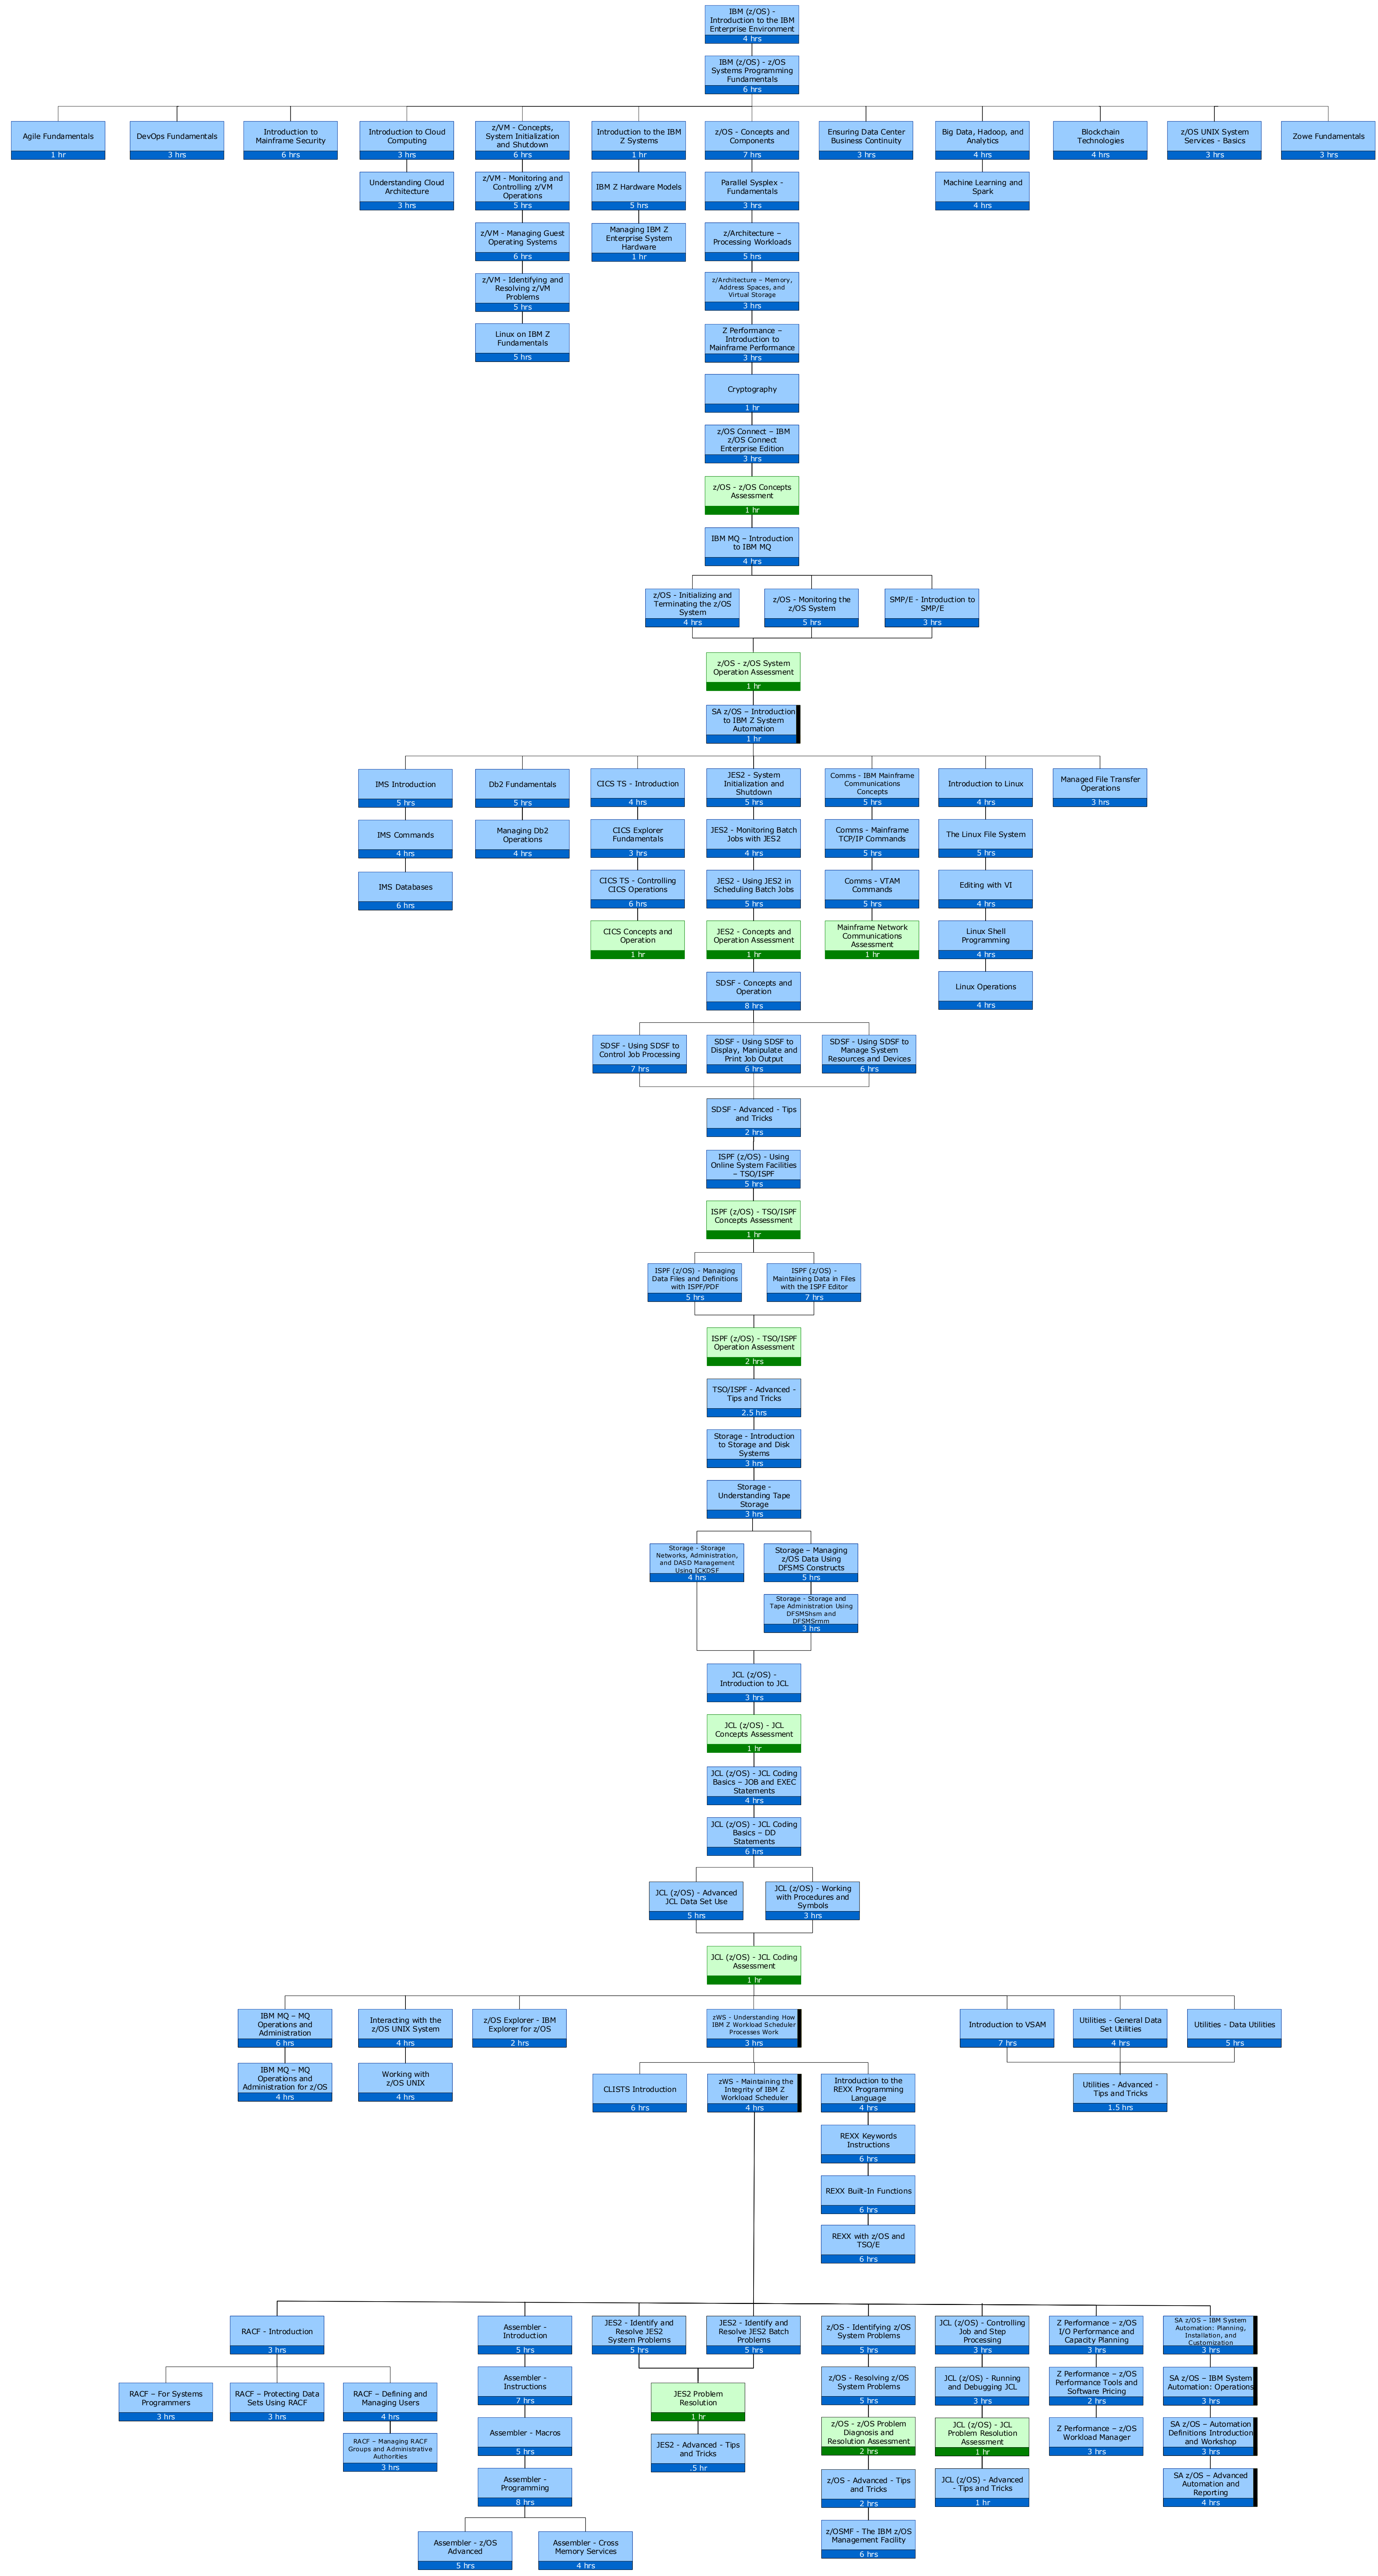 IBM (z/OS) -
Introduction to the IBM
Enterprise Environment
4 hrs
IBM (z/OS) - z/OS
Systems Programming
Fundamentals
6 hrs
Agile Fundamentals
1 hr
DevOps Fundamentals
3 hrs
Introduction to
Mainframe Security
6 hrs
Introduction to Cloud
Computing
3 hrs
z/VM - Concepts,
System Initialization
and Shutdown
6 hrs
Introduction to the IBM
Z Systems
1 hr
z/OS - Concepts and
Components
7 hrs
Ensuring Data Center
Business Continuity
3 hrs
Big Data, Hadoop, and
Analytics
4 hrs
Blockchain
Technologies
4 hrs
z/OS UNIX System
Services - Basics
3 hrs
Zowe Fundamentals
3 hrs
Understanding Cloud
Architecture
3 hrs
z/VM - Monitoring and
Controlling z/VM
Operations
5 hrs
IBM Z Hardware Models
5 hrs
Parallel Sysplex -
Fundamentals
3 hrs
Machine Learning and
Spark
4 hrs
z/VM - Managing Guest
Operating Systems
6 hrs
Managing IBM Z
Enterprise System
Hardware
1 hr
z/Architecture –
Processing Workloads
5 hrs
z/VM - Identifying and
Resolving z/VM
Problems
5 hrs
z/Architecture – Memory,
Address Spaces, and
Virtual Storage
3 hrs
Linux on IBM Z
Fundamentals
5 hrs
Z Performance –
Introduction to
Mainframe Performance
3 hrs
Cryptography
1 hr
z/OS Connect – IBM
z/OS Connect
Enterprise Edition
3 hrs
z/OS - z/OS Concepts
Assessment
1 hr
IBM MQ – Introduction
to IBM MQ
4 hrs
z/OS - Initializing and
Terminating the z/OS
System
4 hrs
z/OS - Monitoring the
z/OS System
5 hrs
SMP/E - Introduction to
SMP/E
3 hrs
z/OS - z/OS System
Operation Assessment
1 hr
SA z/OS – Introduction
to IBM Z System
Automation
1 hr
IMS Introduction
5 hrs
Db2 Fundamentals
5 hrs
CICS TS - Introduction
4 hrs
JES2 - System
Initialization and
Shutdown
5 hrs
Comms - IBM Mainframe
Communications
Concepts
5 hrs
Introduction to Linux
4 hrs
Managed File Transfer
Operations
3 hrs
IMS Commands
4 hrs
Managing Db2
Operations
4 hrs
CICS Explorer
Fundamentals
3 hrs
JES2 - Monitoring Batch
Jobs with JES2
4 hrs
Comms - Mainframe
TCP/IP Commands
5 hrs
The Linux File System
5 hrs
IMS Databases
6 hrs
CICS TS - Controlling
CICS Operations
6 hrs
JES2 - Using JES2 in
Scheduling Batch Jobs
5 hrs
Comms - VTAM
Commands
5 hrs
Editing with VI
4 hrs
CICS Concepts and
Operation
1 hr
JES2 - Concepts and
Operation Assessment
1 hr
Mainframe Network
Communications
Assessment
1 hr
Linux Shell
Programming
4 hrs
SDSF - Concepts and
Operation
8 hrs
Linux Operations
4 hrs
SDSF - Using SDSF to
Control Job Processing
7 hrs
SDSF - Using SDSF to
Display, Manipulate and
Print Job Output
6 hrs
SDSF - Using SDSF to
Manage System
Resources and Devices
6 hrs
SDSF - Advanced - Tips
and Tricks
2 hrs
ISPF (z/OS) - Using
Online System Facilities
– TSO/ISPF
5 hrs
ISPF (z/OS) - TSO/ISPF
Concepts Assessment
1 hr
ISPF (z/OS) - Managing
Data Files and Definitions
with ISPF/PDF
5 hrs
ISPF (z/OS) -
Maintaining Data in Files
with the ISPF Editor
7 hrs
ISPF (z/OS) - TSO/ISPF
Operation Assessment
2 hrs
TSO/ISPF - Advanced -
Tips and Tricks
2.5 hrs
Storage - Introduction
to Storage and Disk
Systems
3 hrs
Storage -
Understanding Tape
Storage
3 hrs
Storage - Storage
Networks, Administration,
and DASD Management
Using ICKDSF
4 hrs
Storage – Managing
z/OS Data Using
DFSMS Constructs
5 hrs
Storage - Storage and
Tape Administration Using
DFSMShsm and
DFSMSrmm
3 hrs
JCL (z/OS) -
Introduction to JCL
3 hrs
JCL (z/OS) - JCL
Concepts Assessment
1 hr
JCL (z/OS) - JCL Coding
Basics – JOB and EXEC
Statements
4 hrs
JCL (z/OS) - JCL Coding
Basics – DD
Statements
6 hrs
JCL (z/OS) - Advanced
JCL Data Set Use
5 hrs
JCL (z/OS) - Working
with Procedures and
Symbols
3 hrs
JCL (z/OS) - JCL Coding
Assessment
1 hr
IBM MQ – MQ
Operations and
Administration
6 hrs
Interacting with the
z/OS UNIX System
4 hrs
z/OS Explorer - IBM
Explorer for z/OS
2 hrs
zWS - Understanding How
IBM Z Workload Scheduler
Processes Work
3 hrs
Introduction to VSAM
7 hrs
Utilities - General Data
Set Utilities
4 hrs
Utilities - Data Utilities
5 hrs
IBM MQ – MQ
Operations and
Administration for z/OS
4 hrs
Working with
z/OS UNIX
4 hrs
CLISTS Introduction
6 hrs
zWS - Maintaining the
Integrity of IBM Z
Workload Scheduler
4 hrs
Introduction to the
REXX Programming
Language
4 hrs
Utilities - Advanced -
Tips and Tricks
1.5 hrs
REXX Keywords
Instructions
6 hrs
REXX Built-In Functions
6 hrs
REXX with z/OS and
TSO/E
6 hrs
RACF - Introduction
3 hrs
Assembler -
Introduction
5 hrs
JES2 - Identify and
Resolve JES2
System Problems
5 hrs
JES2 - Identify and
Resolve JES2 Batch
Problems
5 hrs
z/OS - Identifying z/OS
System Problems
5 hrs
JCL (z/OS) - Controlling
Job and Step
Processing
3 hrs
Z Performance – z/OS
I/O Performance and
Capacity Planning
3 hrs
SA z/OS – IBM System
Automation: Planning,
Installation, and
Customization
3 hrs
RACF – For Systems
Programmers
3 hrs
RACF – Protecting Data
Sets Using RACF
3 hrs
RACF – Defining and
Managing Users
4 hrs
Assembler -
Instructions
7 hrs
JES2 Problem
Resolution
1 hr
z/OS - Resolving z/OS
System Problems
5 hrs
JCL (z/OS) - Running
and Debugging JCL
3 hrs
Z Performance – z/OS
Performance Tools and
Software Pricing
2 hrs
SA z/OS – IBM System
Automation: Operations
3 hrs
RACF – Managing RACF
Groups and Administrative
Authorities
3 hrs
Assembler - Macros
5 hrs
JES2 - Advanced - Tips
and Tricks
.5 hr
z/OS - z/OS Problem
Diagnosis and
Resolution Assessment
2 hrs
JCL (z/OS) - JCL
Problem Resolution
Assessment
1 hr
Z Performance – z/OS
Workload Manager
3 hrs
SA z/OS – Automation
Definitions Introduction
and Workshop
3 hrs
Assembler -
Programming
8 hrs
z/OS - Advanced - Tips
and Tricks
2 hrs
JCL (z/OS) - Advanced
- Tips and Tricks
1 hr
SA z/OS – Advanced
Automation and
Reporting
4 hrs
Assembler - z/OS
Advanced
5 hrs
Assembler - Cross
Memory Services
4 hrs
z/OSMF - The IBM z/OS
Management Facility
6 hrs